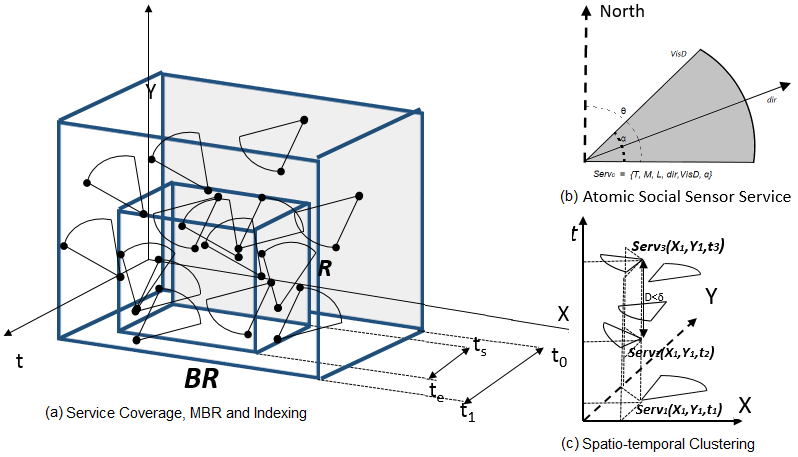 Y
R
X
t
BR
t_s
t_0
t_e
t_1
(a) Service Coverage, MBR and Indexing
North
VisD
dir
θ
α
Serv_c = {T, M, L, dir,VisD, α}
(b) Atomic Social Sensor Service
t
Serv_3(X_1,Y_1,t_3)
D<δ
Y
Serv_2(X_1,Y_1,t_2)
Serv_1(X_1,Y_1,t_1)
X
(c) Spatio-temporal Clustering